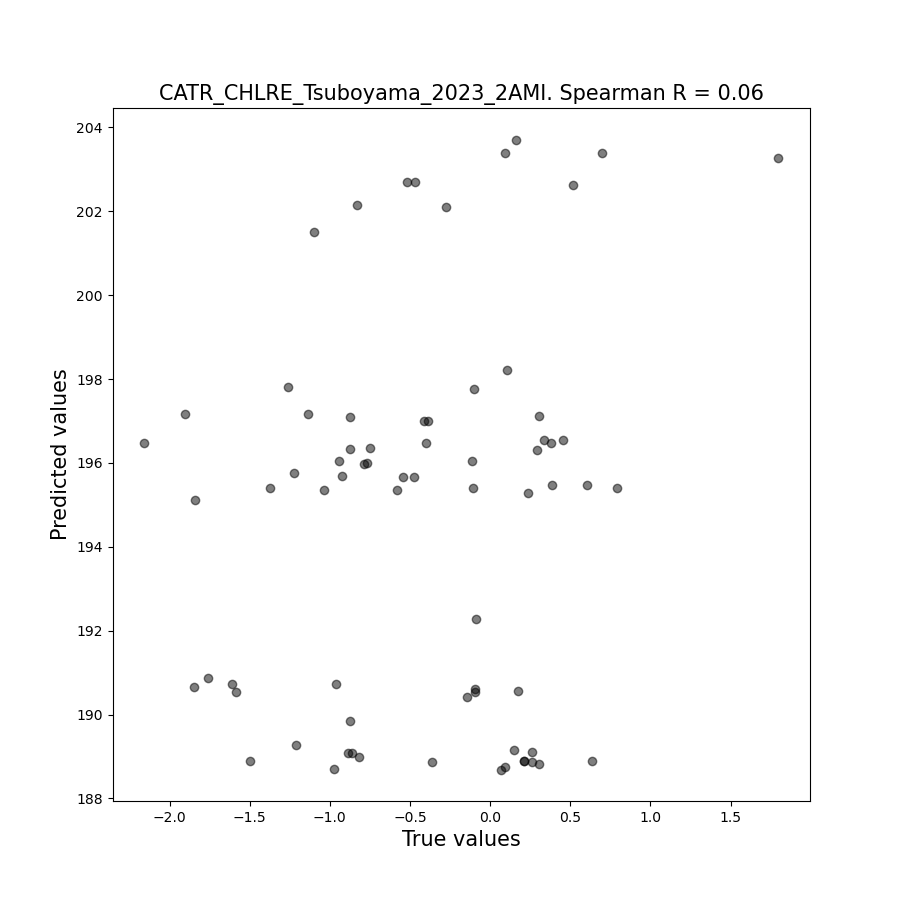 CATR_CHLRE_Tsuboyama_2023_2AMI. Spearman R = 0.06
204
202
200
198
196
194
192
190
188
Predicted values
−2.0 −1.5 −1.0 −0.5 0.0 0.5 1.0 1.5
True values